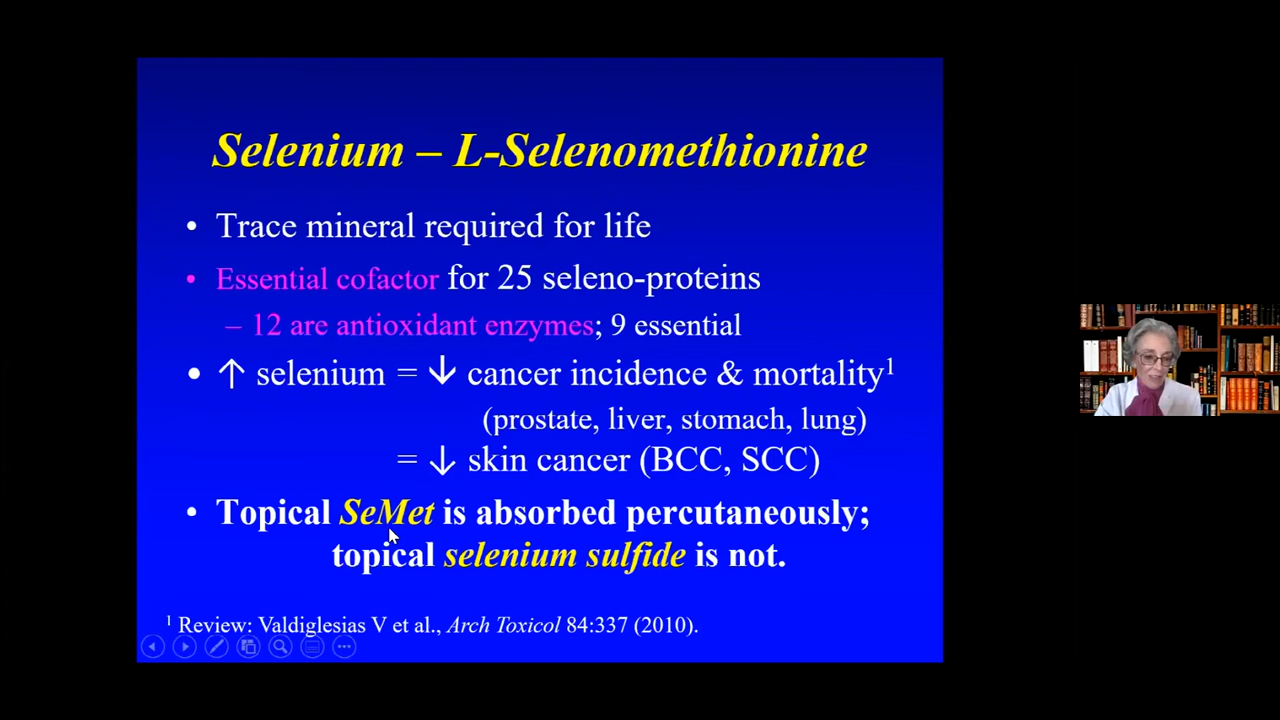 Selenium – L-Selenomethionine
• Trace mineral required for life
• Essential cofactor for 25 seleno-proteins
– 12 are antioxidant enzymes; 9 essential
• ↑ selenium = ↓ cancer incidence & mortality¹
(prostate, liver, stomach, lung)
= ↓ skin cancer (BCC, SCC)
• Topical SeMet is absorbed percutaneously;
topical selenium sulfide is not.
¹ Review: Valdiglesias V et al., Arch Toxicol 84:337 (2010).